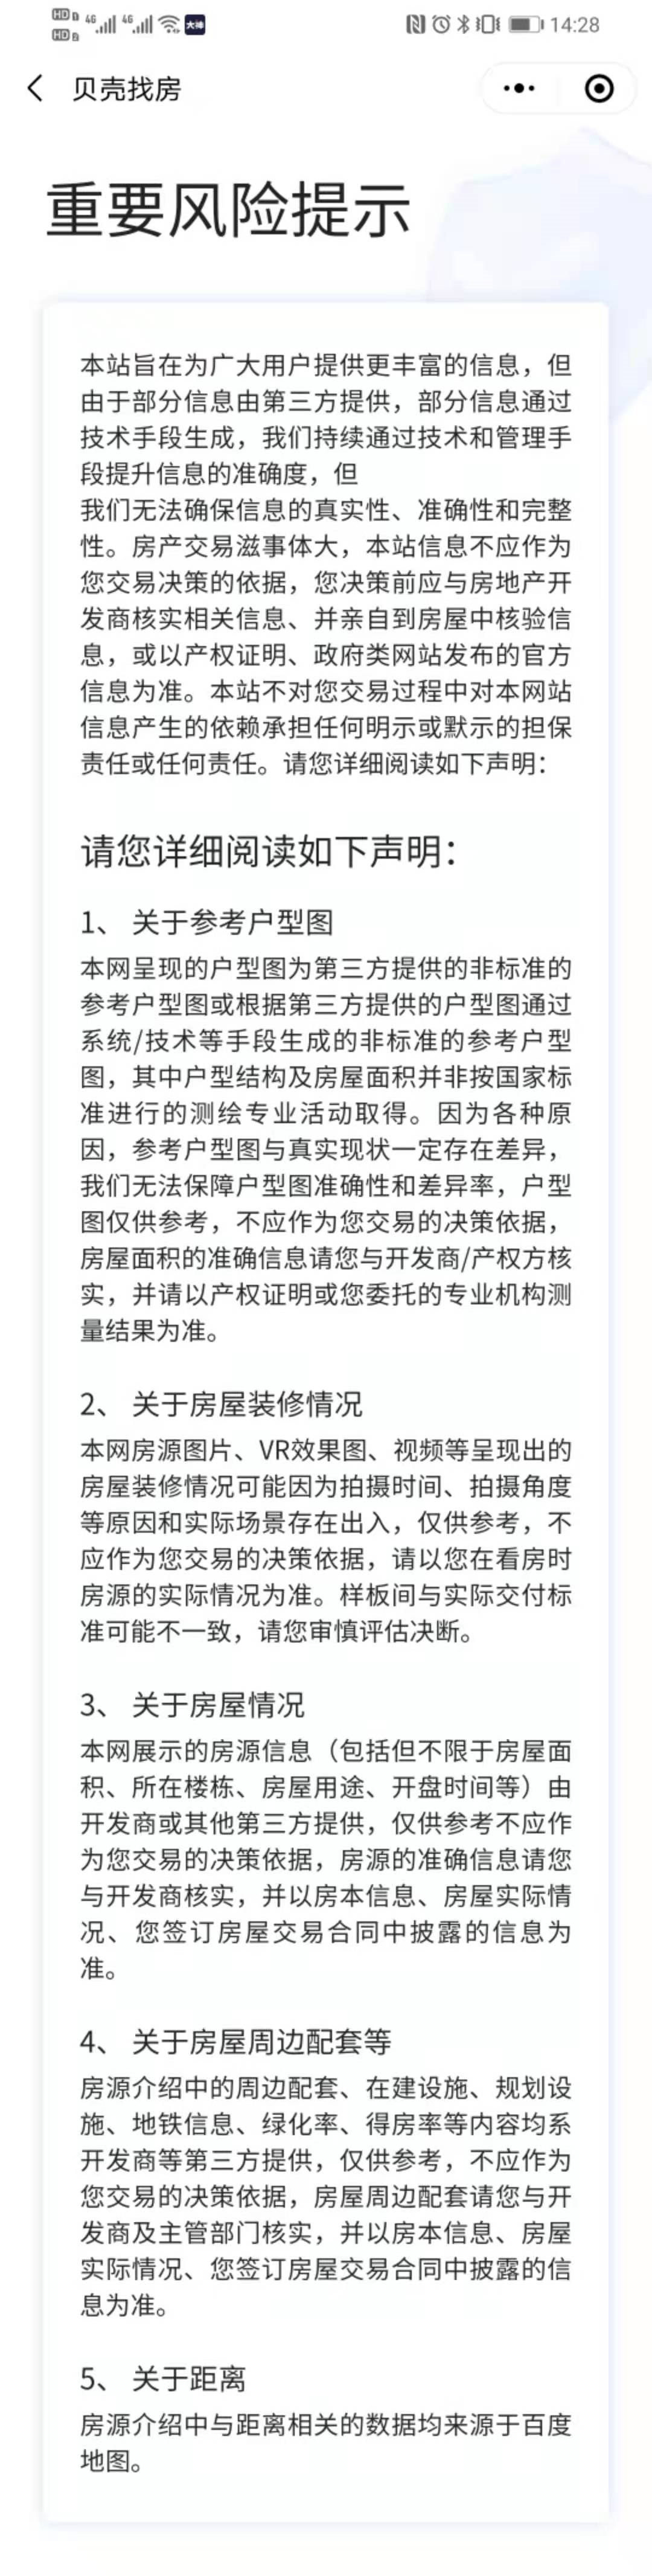 HD 1 4G 4G 大神 14:28
HD 2
贝壳找房
重要风险提示
本站旨在为广大用户提供更丰富的信息，但
由于部分信息由第三方提供，部分信息通过
技术手段生成，我们持续通过技术和管理手
段提升信息的准确度，但
我们无法确保信息的真实性、准确性和完整
性。房产交易滋事体大，本站信息不应作为
您交易决策的依据，您决策前应与房地产开
发商核实相关信息、并亲自到房屋中核验信
息，或以产权证明、政府类网站发布的官方
信息为准。本站不对您交易过程中对本网站
信息产生的依赖承担任何明示或默示的担保
责任或任何责任。请您详细阅读如下声明：
请您详细阅读如下声明：
1、 关于参考户型图
本网呈现的户型图为第三方提供的非标准的
参考户型图或根据第三方提供的户型图通过
系统/技术等手段生成的非标准的参考户型
图，其中户型结构及房屋面积并非按国家标
准进行的测绘专业活动取得。因为各种原
因，参考户型图与真实现状一定存在差异，
我们无法保障户型图准确性和差异率，户型
图仅供参考，不应作为您交易的决策依据，
房屋面积的准确信息请您与开发商/产权方核
实，并请以产权证明或您委托的专业机构测
量结果为准。
2、 关于房屋装修情况
本网房源图片、VR效果图、视频等呈现出的
房屋装修情况可能因为拍摄时间、拍摄角度
等原因和实际场景存在出入，仅供参考，不
应作为您交易的决策依据，请以您在看房时
房源的实际情况为准。样板间与实际交付标
准可能不一致，请您审慎评估决断。
3、 关于房屋情况
本网展示的房源信息（包括但不限于房屋面
积、所在楼栋、房屋用途、开盘时间等）由
开发商或其他第三方提供，仅供参考不应作
为您交易的决策依据，房源的准确信息请您
与开发商核实，并以房本信息、房屋实际情
况、您签订房屋交易合同中披露的信息为
准。
4、 关于房屋周边配套等
房源介绍中的周边配套、在建设施、规划设
施、地铁信息、绿化率、得房率等内容均系
开发商等第三方提供，仅供参考，不应作为
您交易的决策依据，房屋周边配套请您与开
发商及主管部门核实，并以房本信息、房屋
实际情况、您签订房屋交易合同中披露的信
息为准。
5、 关于距离
房源介绍中与距离相关的数据均来源于百度
地图。